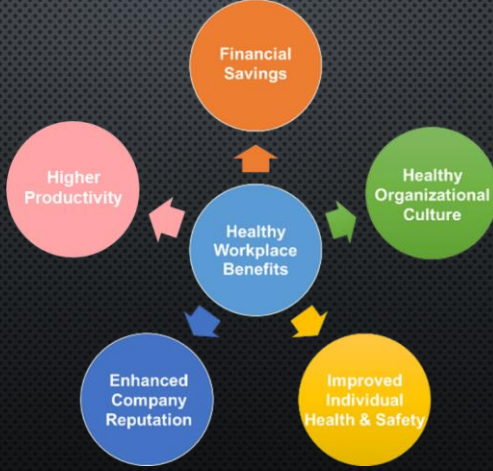 Financial
Savings
Higher
Productivity
Healthy
Organizational
Culture
Healthy
Workplace
Benefits
Enhanced
Company
Reputation
Improved
Individual
Health & Safety